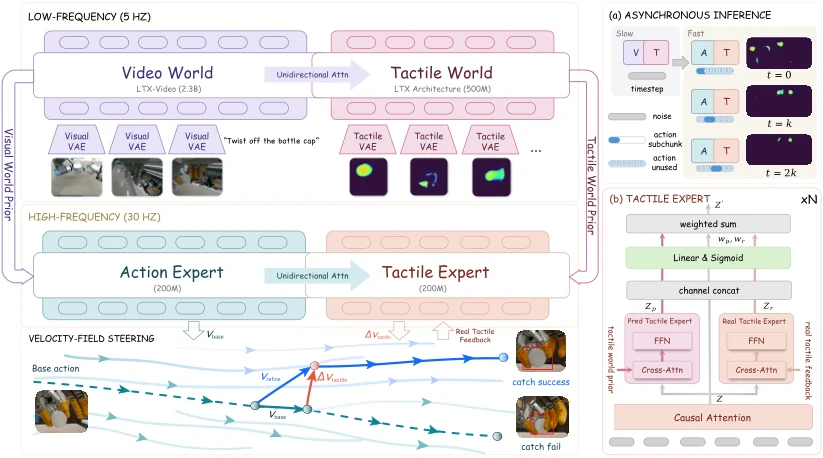 LOW-FREQUENCY (5 HZ)
Video World
LTX-Video (2.3B)
Unidirectional Attn
Tactile World
LTX Architecture (500M)
Visual VAE
Visual VAE
Visual VAE
"Twist off the bottle cap"
Tactile VAE
Tactile VAE
Tactile VAE
...
Visual World Prior
Tactile World Prior
HIGH-FREQUENCY (30 HZ)
Action Expert
(200M)
Unidirectional Attn
Tactile Expert
(200M)
VELOCITY-FIELD STEERING
V_base
ΔV_tactile
Real Tactile Feedback
Base action
V_refine
ΔV_tactile
V_base
catch success
catch fail
(a) ASYNCHRONOUS INFERENCE
Slow
Fast
V T
A T
t = 0
timestep
A T
t = k
noise
action subchunk
action unused
A T
t = 2k
(b) TACTILE EXPERT
xN
Z'
weighted sum
w_p, w_r
Linear & Sigmoid
channel concat
Z_p
Z_r
Pred Tactile Expert
Real Tactile Expert
FFN
FFN
Cross-Attn
Cross-Attn
tactile world prior
real tactile feedback
Z
Causal Attention